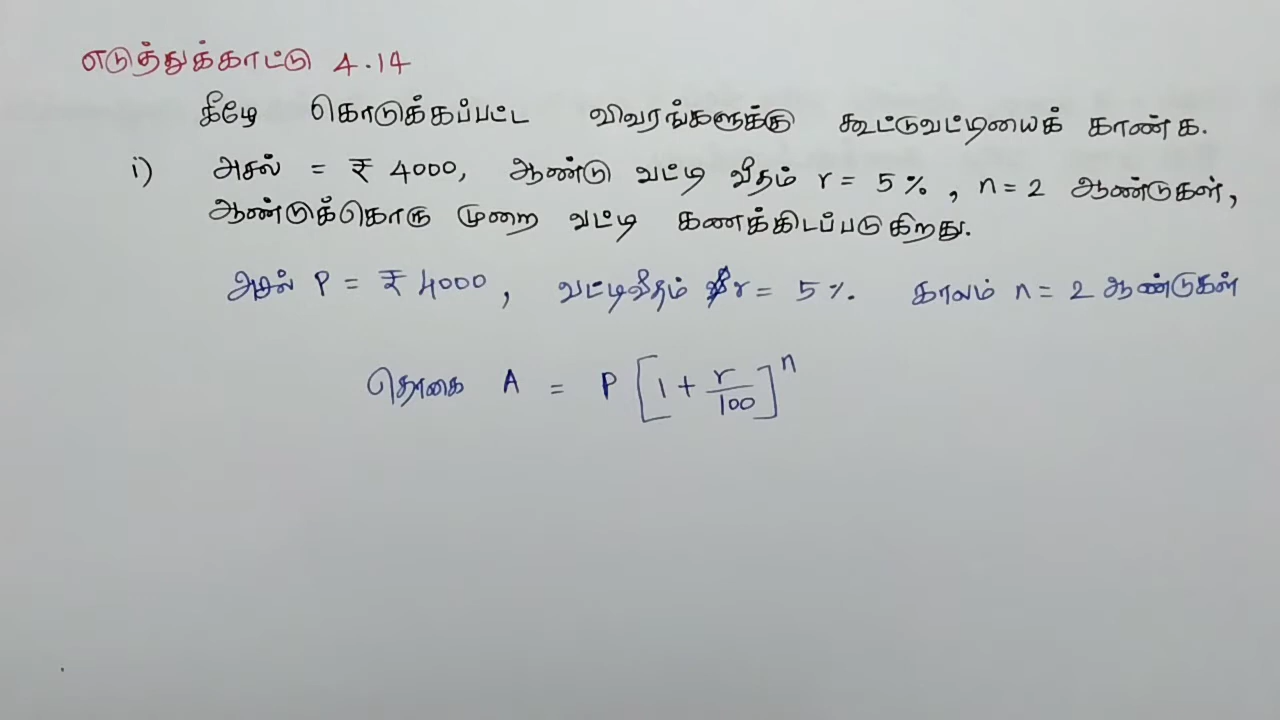 எடுத்துக்காட்டு 4.14
கீழே கொடுக்கப்பட்ட விவரங்களுக்கு கூட்டுவட்டியைக் காண்க.
i) அசல் = ₹ 4000, ஆண்டு வட்டி வீதம் r = 5%, n = 2 ஆண்டுகள்,
ஆண்டுக்கொரு முறை வட்டி கணக்கிடப்படுகிறது.
அசல் P = ₹ 4000, வட்டிவீதம் r = 5%. காலம் n = 2 ஆண்டுகள்
தொகை A = P [1 + r/100]^n